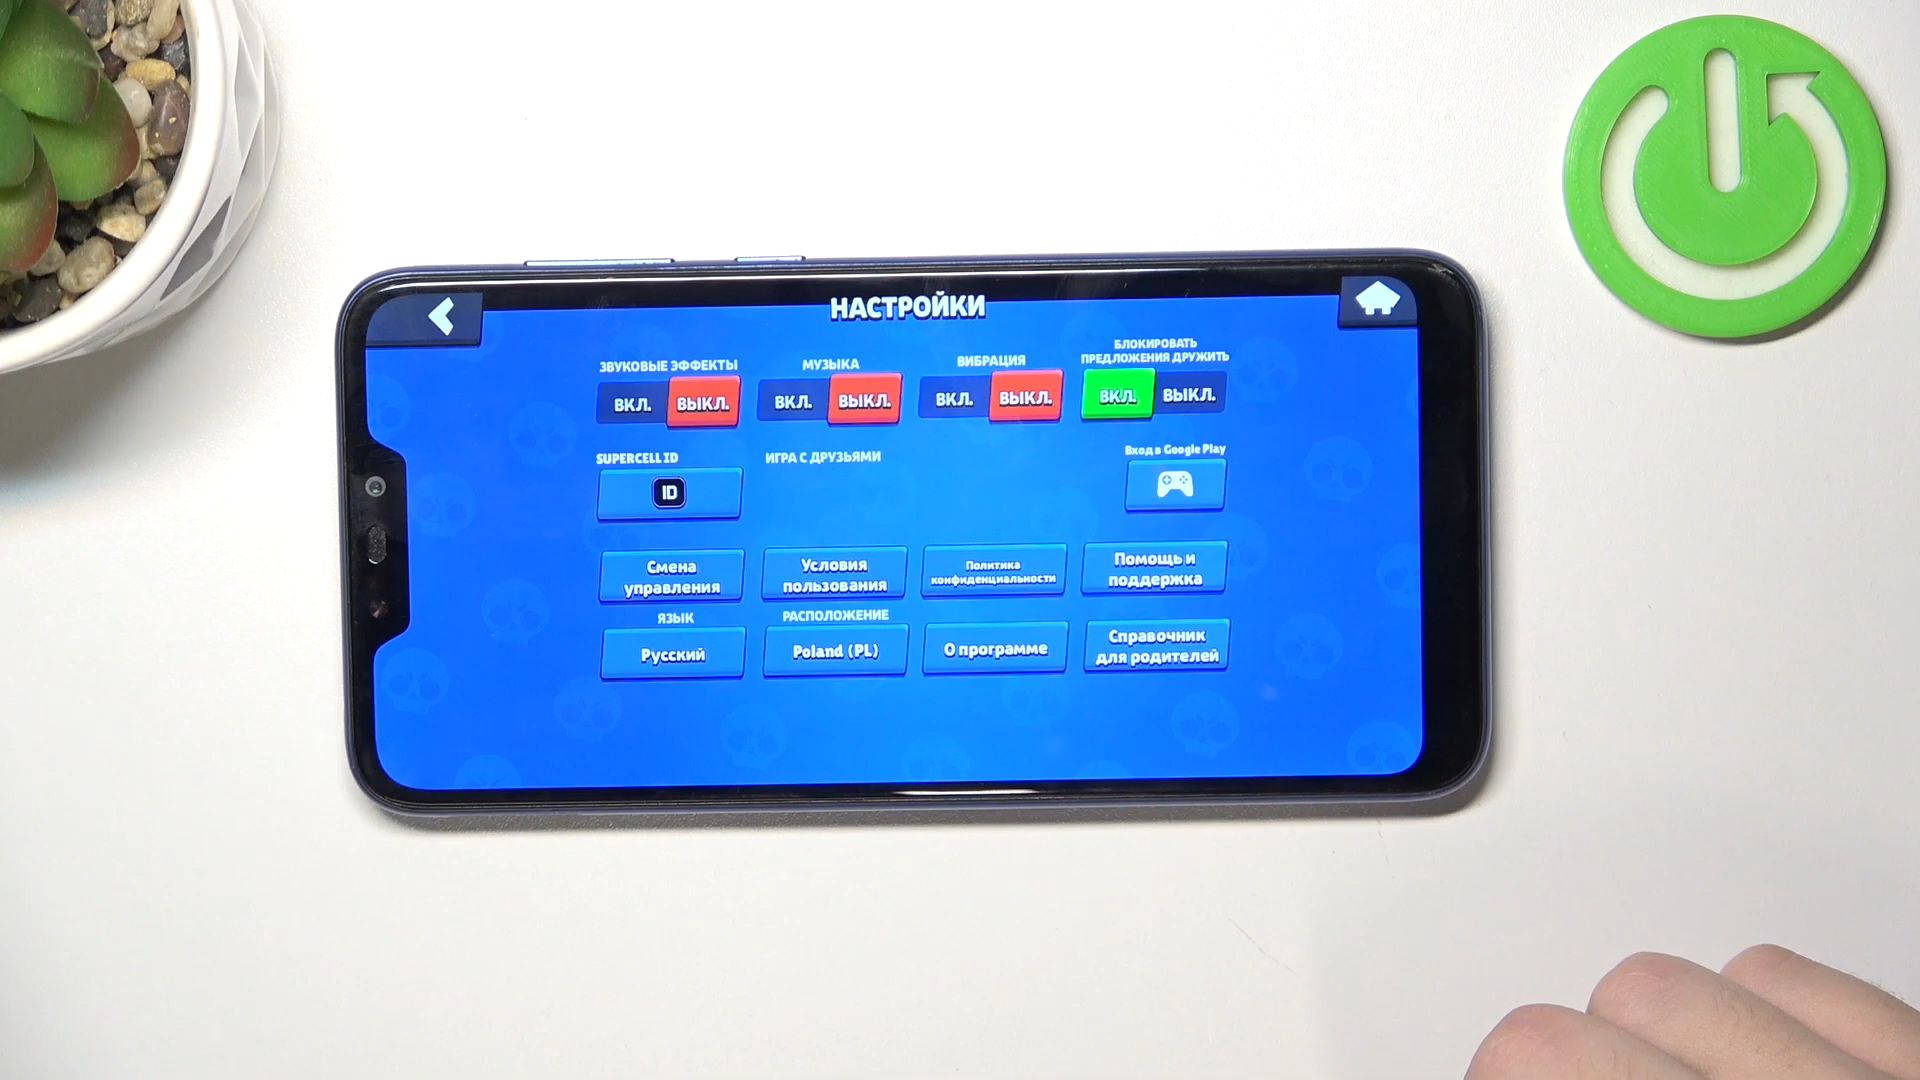 НАСТРОЙКИ
ЗВУКОВЫЕ ЭФФЕКТЫ
ВКЛ. ВЫКЛ.
МУЗЫКА
ВКЛ. ВЫКЛ.
ВИБРАЦИЯ
ВКЛ. ВЫКЛ.
БЛОКИРОВАТЬ
ПРЕДЛОЖЕНИЯ ДРУЖИТЬ
ВКЛ. ВЫКЛ.
SUPERCELL ID
ID
ИГРА С ДРУЗЬЯМИ
Вход в Google Play
Смена
управления
Условия
пользования
Политика
конфиденциальности
Помощь и
поддержка
ЯЗЫК
Русский
РАСПОЛОЖЕНИЕ
Poland (PL)
О программе
Справочник
для родителей